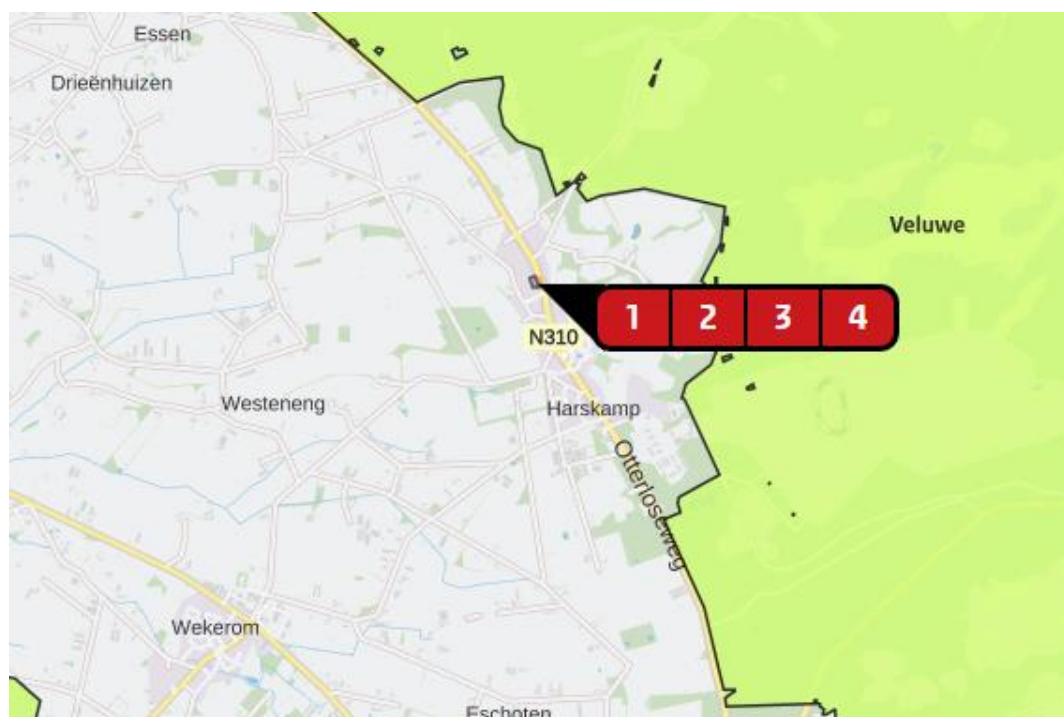 Essen
Drieënhuizen
Veluwe
1 2 3 4
N310
Westeneng
Harskamp
Otterloseweg
Wekerom
Eschoten